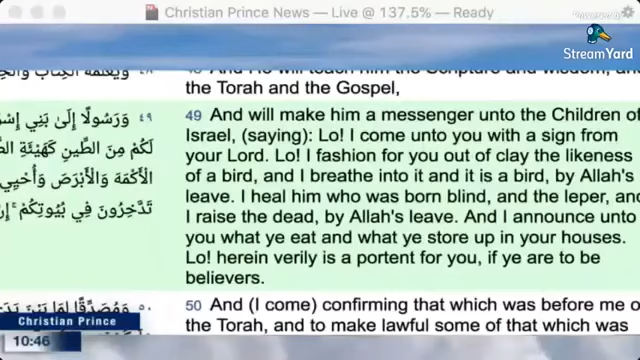 Christian Prince News — Live @ 137.5% — Ready
Powered by
StreamYard
the Torah and the Gospel,
٤٩ وَرَسُولًا إِلَىٰ بَنِي
49 And will make him a messenger unto the Children of
Israel, (saying): Lo! I come unto you with a sign from
لَكُم مِّنَ الطِّينِ كَهَيْئَةِ
your Lord. Lo! I fashion for you out of clay the likeness
of a bird, and I breathe into it and it is a bird, by Allah's
الْأَكْمَهَ وَالْأَبْرَصَ وَأُحْيِي
leave. I heal him who was born blind, and the leper, and
I raise the dead, by Allah's leave. And I announce unto
تَدَّخِرُونَ فِي بُيُوتِكُمْ ۚ
you what ye eat and what ye store up in your houses.
Lo! herein verily is a portent for you, if ye are to be
believers.
٥٠ وَمُصَدِّقًا لِّمَا بَيْنَ
50 And (I come) confirming that which was before me of
Christian Prince
the Torah, and to make lawful some of that which was
10:46